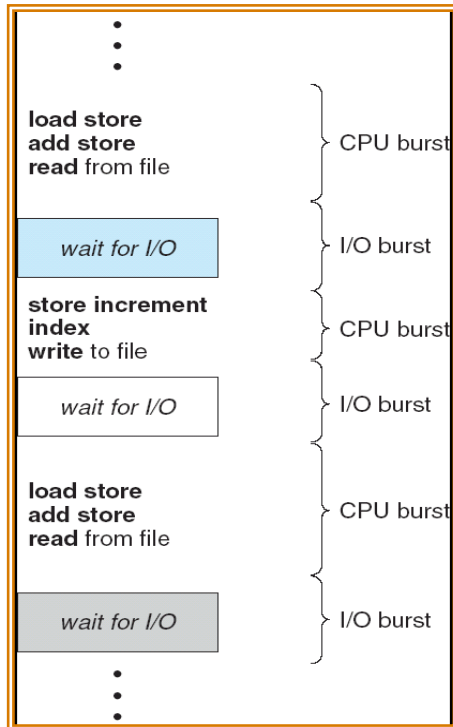 load store
add store
read from file
CPU burst
wait for I/O
I/O burst
store increment
index
write to file
CPU burst
wait for I/O
I/O burst
load store
add store
read from file
CPU burst
wait for I/O
I/O burst